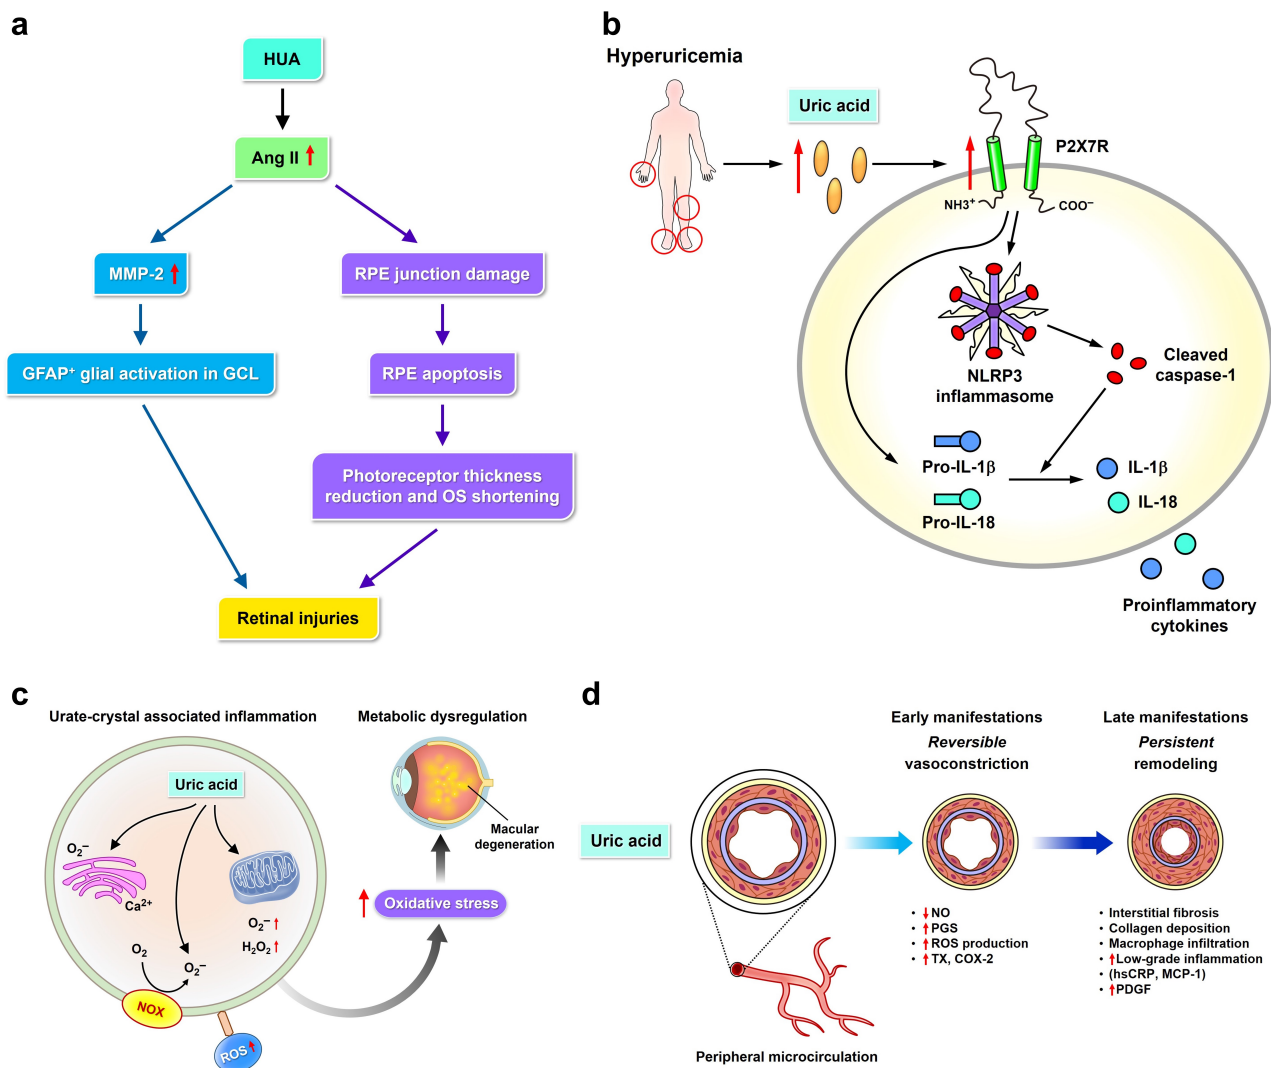 a
HUA
Ang II
MMP-2
RPE junction damage
GFAP⁺ glial activation in GCL
RPE apoptosis
Photoreceptor thickness
reduction and OS shortening
Retinal injuries
b
Hyperuricemia
Uric acid
P2X7R
NH3⁺
COO⁻
NLRP3
inflammasome
Cleaved
caspase-1
Pro-IL-1β
IL-1β
Pro-IL-18
IL-18
Proinflammatory
cytokines
c
Urate-crystal associated inflammation
Uric acid
O₂⁻
Ca²⁺
O₂⁻
H₂O₂
O₂
O₂⁻
NOX
ROS
Metabolic dysregulation
Macular
degeneration
Oxidative stress
d
Uric acid
Peripheral microcirculation
Early manifestations
Reversible
vasoconstriction
• NO
• PGS
• ROS production
• TX, COX-2
Late manifestations
Persistent
remodeling
• Interstitial fibrosis
• Collagen deposition
• Macrophage infiltration
• Low-grade inflammation
• (hsCRP, MCP-1)
• PDGF